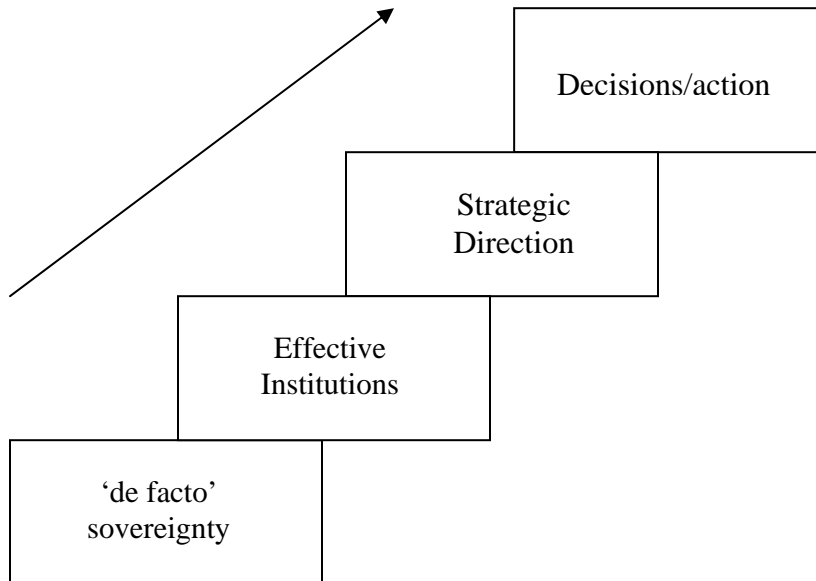 Decisions/action
Strategic
Direction
Effective
Institutions
‘de facto’
sovereignty